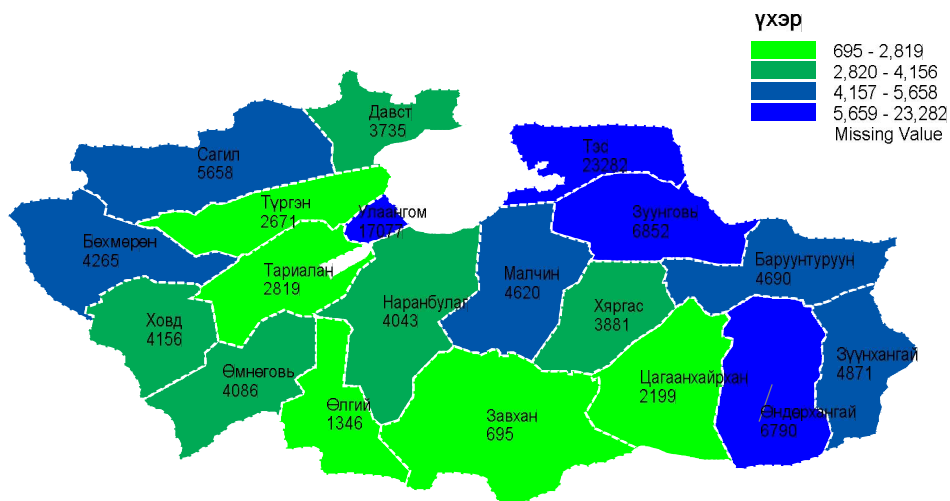 үхэр
695 - 2,819
2,820 - 4,156
4,157 - 5,658
5,659 - 23,282
Missing Value
Давст
3735
Сагил
5658
Тэс
23282
Түргэн
2671
Улаангом
17077
Зуунговь
6852
Бөхмөрөн
4265
Тариалан
2819
Баруунтуруун
4690
Малчин
4620
Наранбулаг
4043
Хяргас
3881
Ховд
4156
Зүүнхангай
4871
Өмнөговь
4086
Цагаанхайрхан
2199
Өлгий
1346
Завхан
695
Өндөрхангай
6790